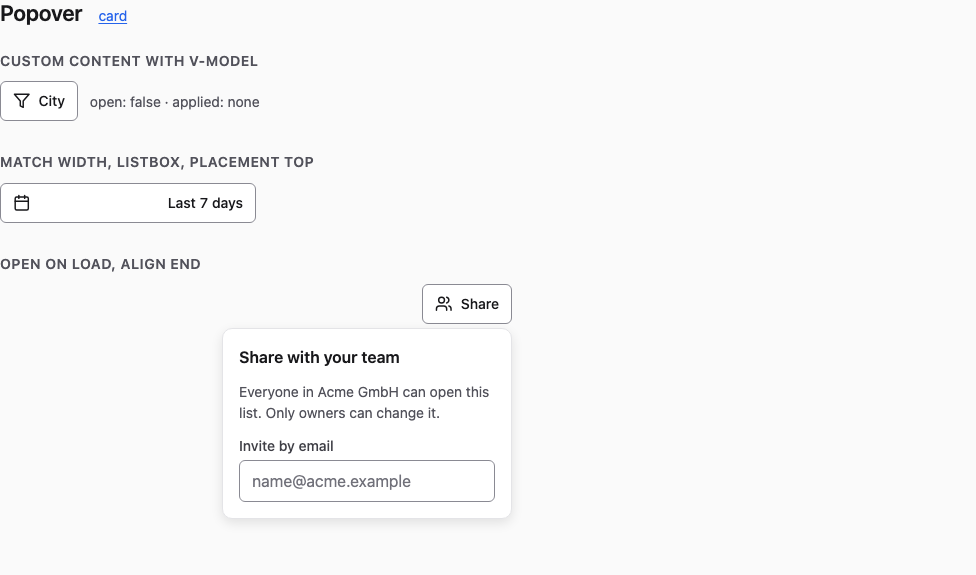 Popover card
CUSTOM CONTENT WITH V-MODEL
City open: false · applied: none
MATCH WIDTH, LISTBOX, PLACEMENT TOP
Last 7 days
OPEN ON LOAD, ALIGN END
Share
Share with your team
Everyone in Acme GmbH can open this
list. Only owners can change it.
Invite by email
name@acme.example